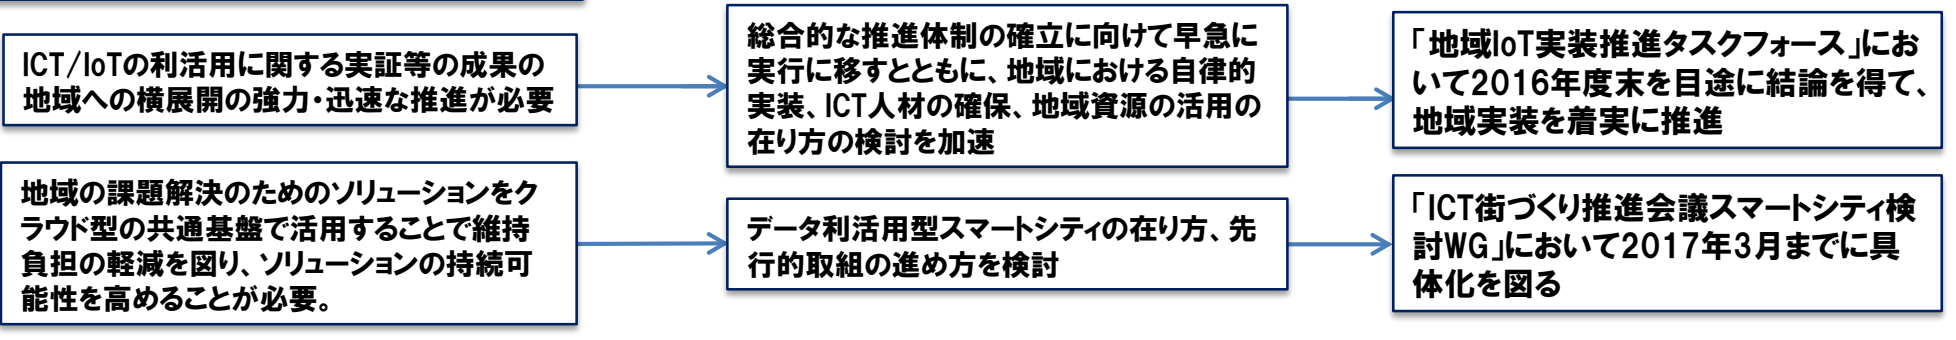 ICT/IoTの利活用に関する実証等の成果の
地域への横展開の強力・迅速な推進が必要
総合的な推進体制の確立に向けて早急に
実行に移すとともに、地域における自律的
実装、ICT人材の確保、地域資源の活用の
在り方の検討を加速
「地域IoT実装推進タスクフォース」にお
いて2016年度末を目途に結論を得て、
地域実装を着実に推進
地域の課題解決のためのソリューションをク
ラウド型の共通基盤で活用することで維持
負担の軽減を図り、ソリューションの持続可
能性を高めることが必要。
データ利活用型スマートシティの在り方、先
行的取組の進め方を検討
「ICT街づくり推進会議スマートシティ検
討WG」において2017年3月までに具
体化を図る